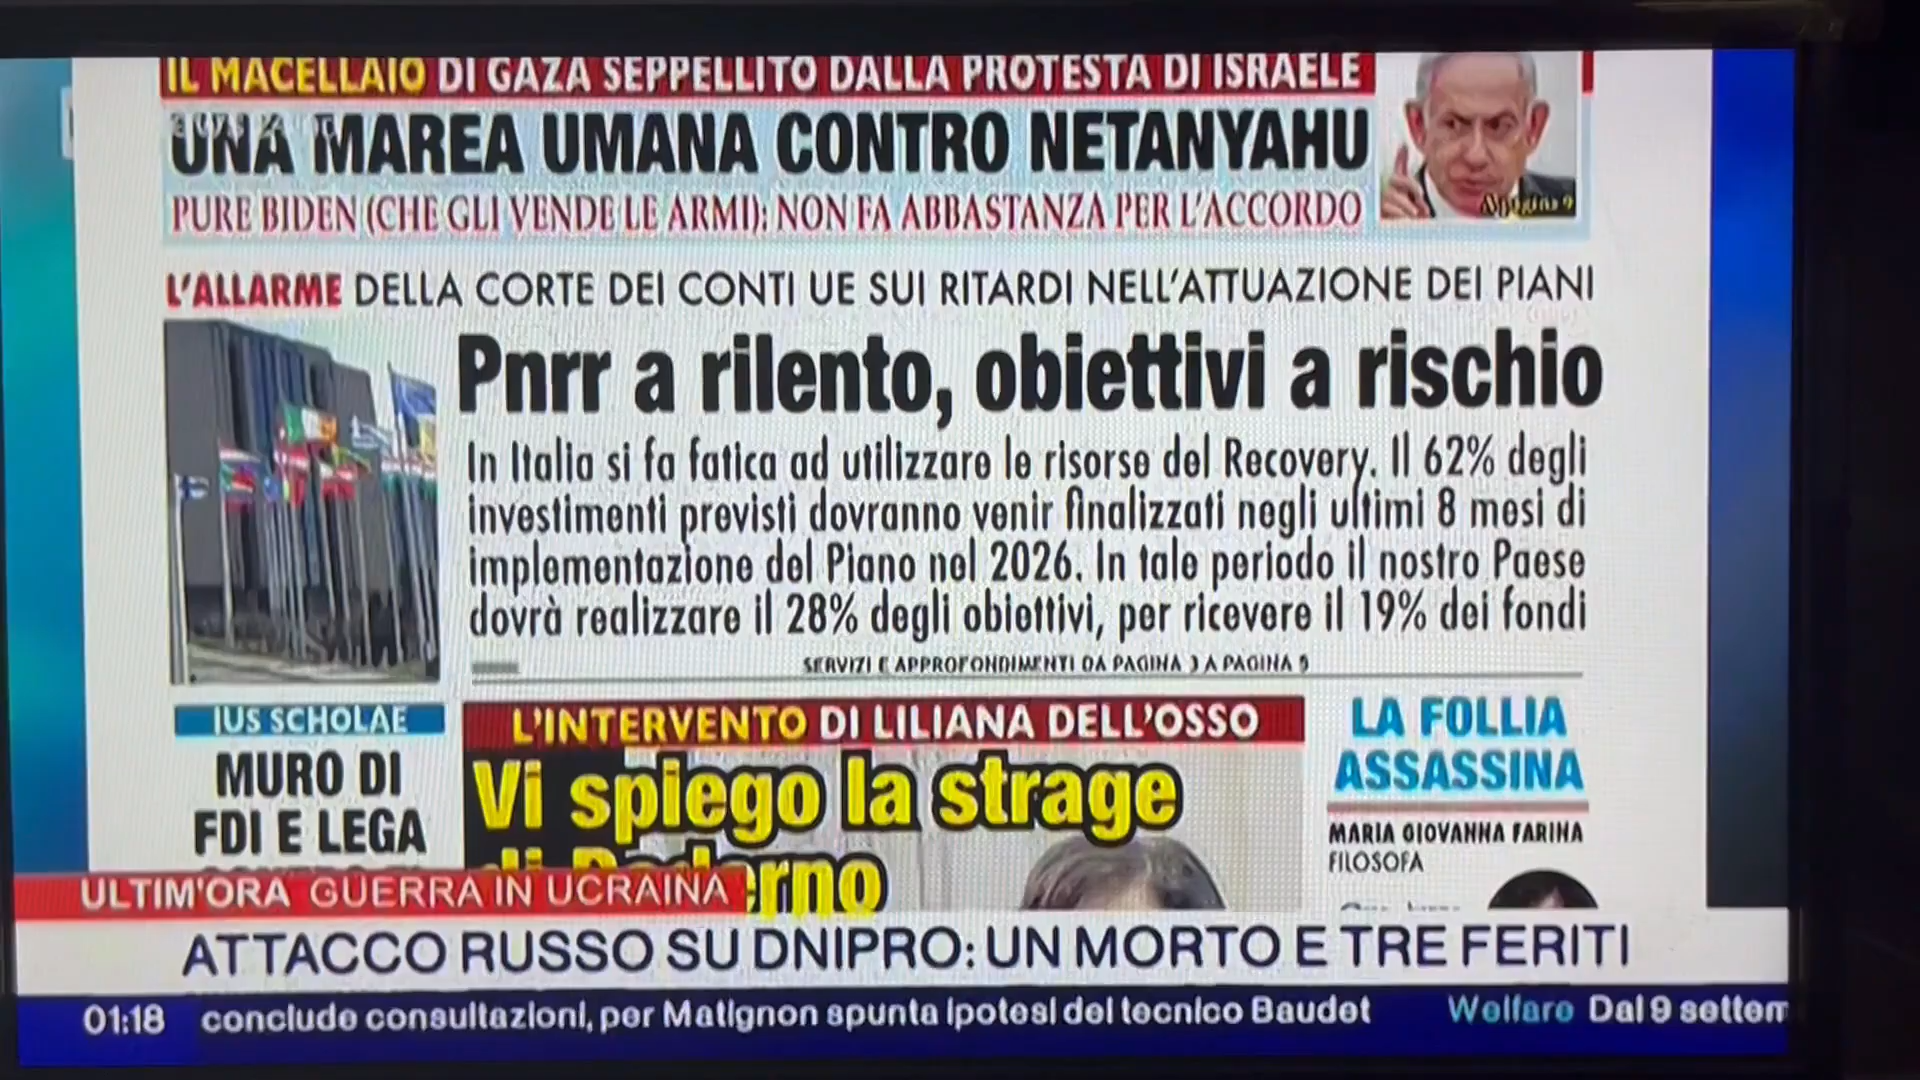 IL MACELLAIO DI GAZA SEPPELLITO DALLA PROTESTA DI ISRAELE
UNA MAREA UMANA CONTRO NETANYAHU
PURE BIDEN (CHE GLI VENDE LE ARMI): NON FA ABBASTANZA PER L'ACCORDO
A pagina 9
L'ALLARME DELLA CORTE DEI CONTI UE SUI RITARDI NELL'ATTUAZIONE DEI PIANI
Pnrr a rilento, obiettivi a rischio
In Italia si fa fatica ad utilizzare le risorse del Recovery. Il 62% degli
investimenti previsti dovranno venir finalizzati negli ultimi 8 mesi di
implementazione del Piano nel 2026. In tale periodo il nostro Paese
dovrà realizzare il 28% degli obiettivi, per ricevere il 19% dei fondi
SERVIZI E APPROFONDIMENTI DA PAGINA 3 A PAGINA 5
IUS SCHOLAE
MURO DI
FDI E LEGA
L'INTERVENTO DI LILIANA DELL'OSSO
Vi spiego la strage
LA FOLLIA
ASSASSINA
MARIA GIOVANNA FARINA
FILOSOFA
ULTIM'ORA GUERRA IN UCRAINA
ATTACCO RUSSO SU DNIPRO: UN MORTO E TRE FERITI
01:18 conclude consultazioni, per Matignon spunta ipotesi del tecnico Baudet Welfare Dal 9 settem